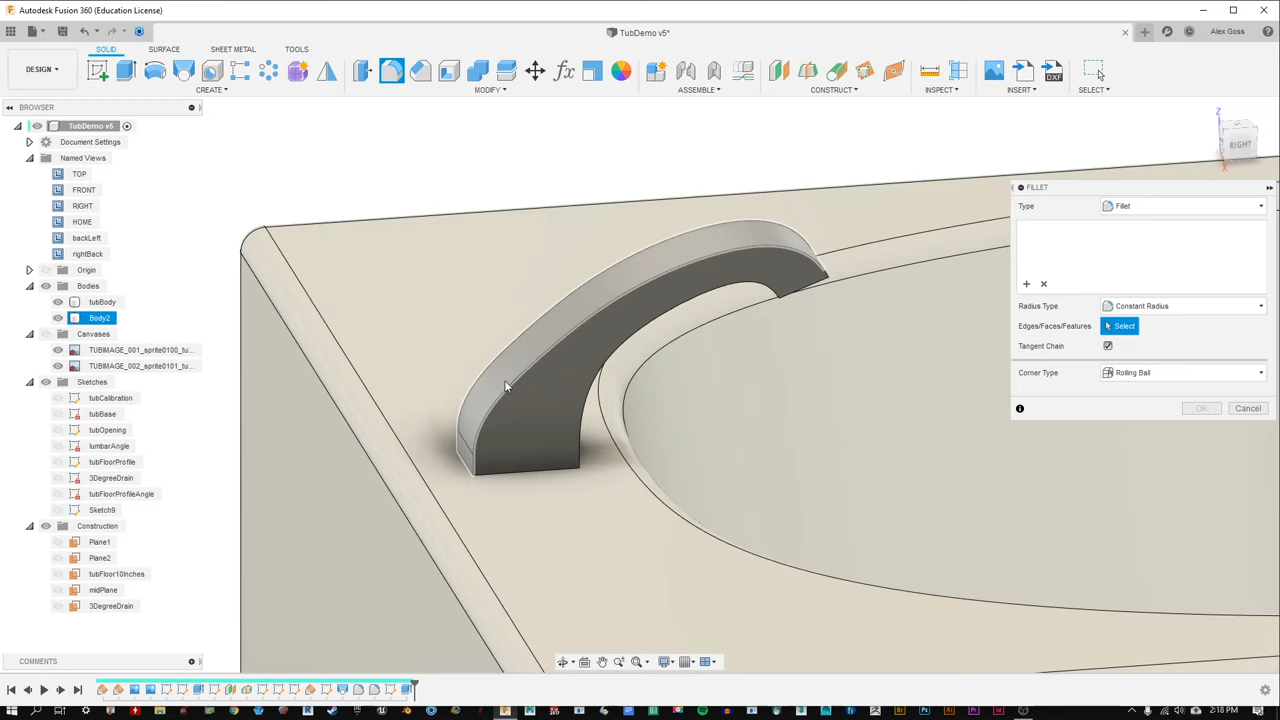 Autodesk Fusion 360 (Education License)
TubDemo v5*
Alex Goss
SOLID SURFACE SHEET METAL TOOLS
DESIGN
CREATE MODIFY ASSEMBLE CONSTRUCT INSPECT INSERT SELECT
DXF
BROWSER
TubDemo v5
Document Settings
Named Views
TOP
FRONT
RIGHT
HOME
backLeft
rightBack
Origin
Bodies
tubBody
Body2
Canvases
TUBIMAGE_001_sprite0100_tu...
TUBIMAGE_002_sprite0101_tu...
Sketches
tubCalibration
tubBase
tubOpening
lumbarAngle
tubFloorProfile
3DegreeDrain
tubFloorProfileAngle
Sketch9
Construction
Plane1
Plane2
tubFloor10Inches
midPlane
3DegreeDrain
COMMENTS
Z
RIGHT
X
FILLET
Type Fillet
Radius Type Constant Radius
Edges/Faces/Features Select
Tangent Chain
Corner Type Rolling Ball
OK Cancel
2:18 PM